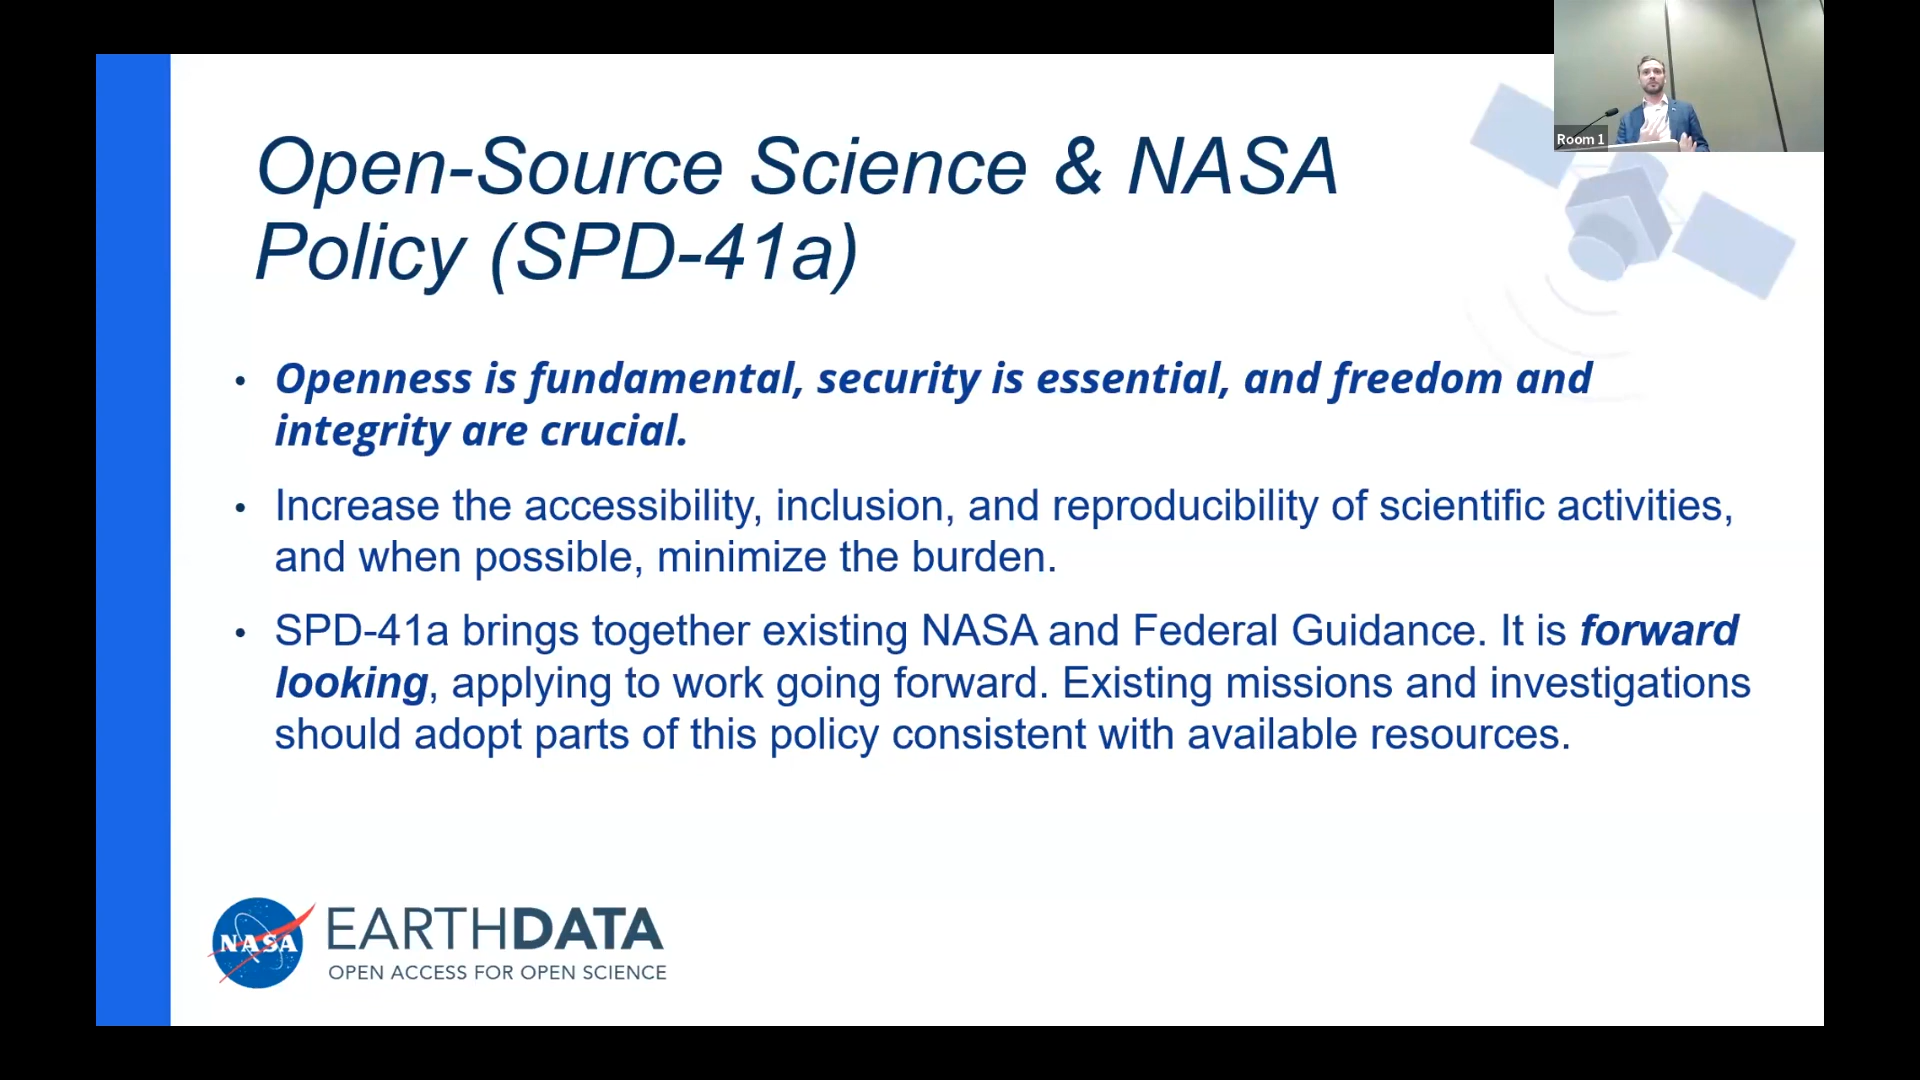 Room 1
Open-Source Science & NASA
Policy (SPD-41a)
• Openness is fundamental, security is essential, and freedom and
integrity are crucial.
• Increase the accessibility, inclusion, and reproducibility of scientific activities,
and when possible, minimize the burden.
• SPD-41a brings together existing NASA and Federal Guidance. It is forward
looking, applying to work going forward. Existing missions and investigations
should adopt parts of this policy consistent with available resources.
NASA
EARTHDATA
OPEN ACCESS FOR OPEN SCIENCE